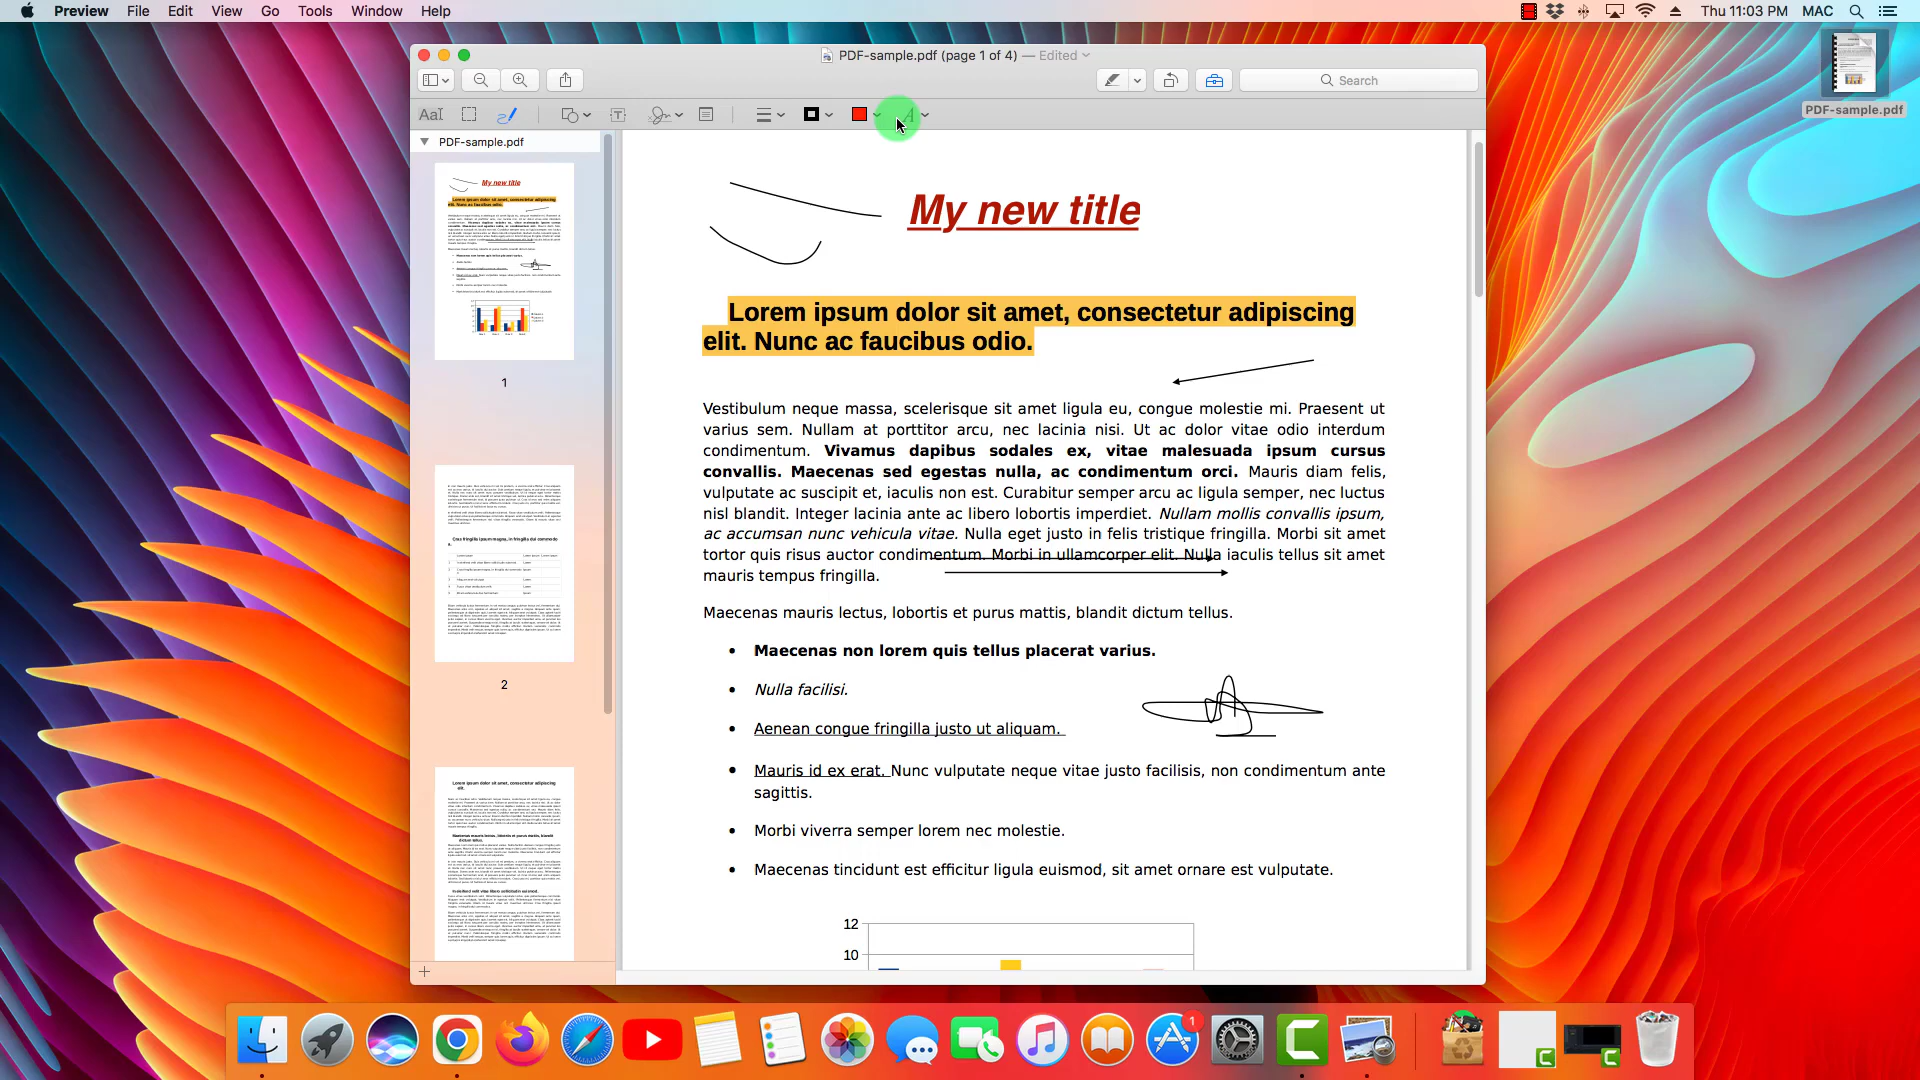 Preview File Edit View Go Tools Window Help
Thu 11:03 PM MAC
PDF-sample.pdf (page 1 of 4) — Edited
Search
AaI
T
A
PDF-sample.pdf
PDF-sample.pdf
My new title
1
2
My new title
Lorem ipsum dolor sit amet, consectetur adipiscing
elit. Nunc ac faucibus odio.
Vestibulum neque massa, scelerisque sit amet ligula eu, congue molestie mi. Praesent ut
varius sem. Nullam at porttitor arcu, nec lacinia nisi. Ut ac dolor vitae odio interdum
condimentum. Vivamus dapibus sodales ex, vitae malesuada ipsum cursus
convallis. Maecenas sed egestas nulla, ac condimentum orci. Mauris diam felis,
vulputate ac suscipit et, iaculis non est. Curabitur semper arcu ac ligula semper, nec luctus
nisl blandit. Integer lacinia ante ac libero lobortis imperdiet. Nullam mollis convallis ipsum,
ac accumsan nunc vehicula vitae. Nulla eget justo in felis tristique fringilla. Morbi sit amet
tortor quis risus auctor condimentum. Morbi in ullamcorper elit. Nulla iaculis tellus sit amet
mauris tempus fringilla.
Maecenas mauris lectus, lobortis et purus mattis, blandit dictum tellus.
• Maecenas non lorem quis tellus placerat varius.
• Nulla facilisi.
• Aenean congue fringilla justo ut aliquam.
• Mauris id ex erat. Nunc vulputate neque vitae justo facilisis, non condimentum ante
sagittis.
• Morbi viverra semper lorem nec molestie.
• Maecenas tincidunt est efficitur ligula euismod, sit amet ornare est vulputate.
12
10
1